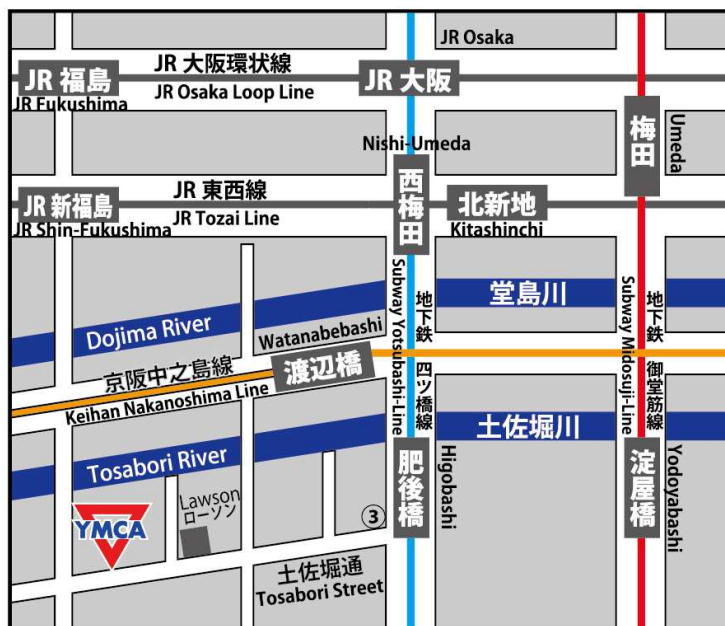 JR Osaka
JR 大阪環状線
JR 福島
JR 大阪
JR Fukushima
JR Osaka Loop Line
梅田
Umeda
Nishi-Umeda
西梅田
JR 東西線
JR 新福島
北新地
JR Tozai Line
JR Shin-Fukushima
Kitashinchi
Subway Yotsubashi-Line
地下鉄 四ツ橋線
堂島川
Subway Midosuji-Line
地下鉄 御堂筋線
Dojima River
Watanabebashi
渡辺橋
京阪中之島線
Keihan Nakanoshima Line
土佐堀川
Tosabori River
肥後橋
Higobashi
淀屋橋
Yodoyabashi
Lawson
ローソン
③
YMCA
土佐堀通
Tosabori Street